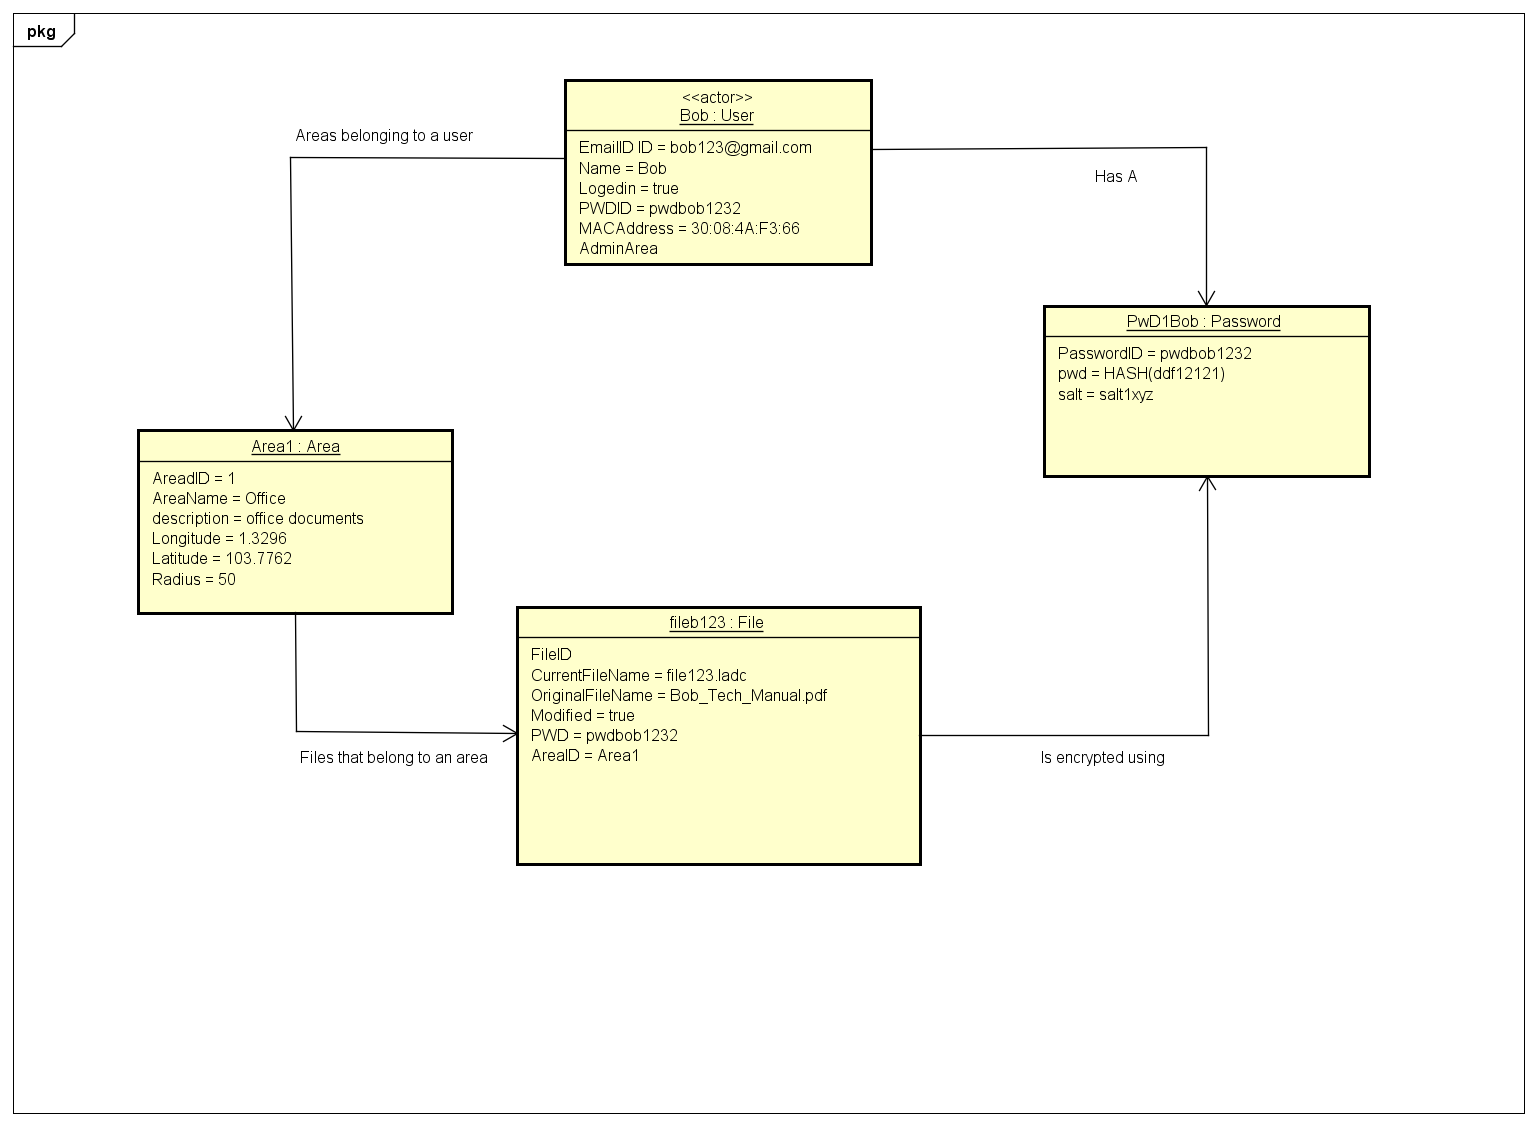 pkg
<<actor>>
Bob : User
EmailID ID = bob123@gmail.com
Name = Bob
Logedin = true
PWDID = pwdbob1232
MACAddress = 30:08:4A:F3:66
AdminArea
Areas belonging to a user
Has A
PwD1Bob : Password
PasswordID = pwdbob1232
pwd = HASH(ddf12121)
salt = salt1xyz
Area1 : Area
AreadID = 1
AreaName = Office
description = office documents
Longitude = 1.3296
Latitude = 103.7762
Radius = 50
fileb123 : File
FileID
CurrentFileName = file123.ladc
OriginalFileName = Bob_Tech_Manual.pdf
Modified = true
PWD = pwdbob1232
AreaID = Area1
Files that belong to an area
Is encrypted using